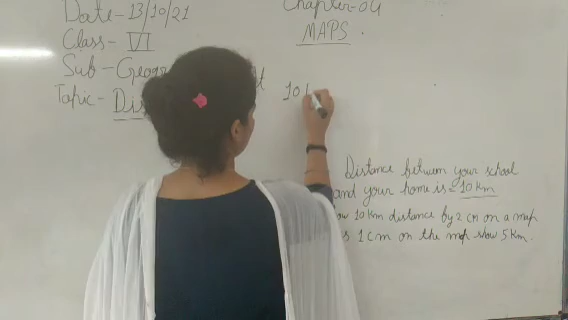 Date-13/10/21
Chapter-04
Class- VI
MAPS.
Sub-
Topic-
10
Distance between your school
and your home is = 10 Km
10 Km distance by 2 cm on a map
1 cm on the map show 5 Km.